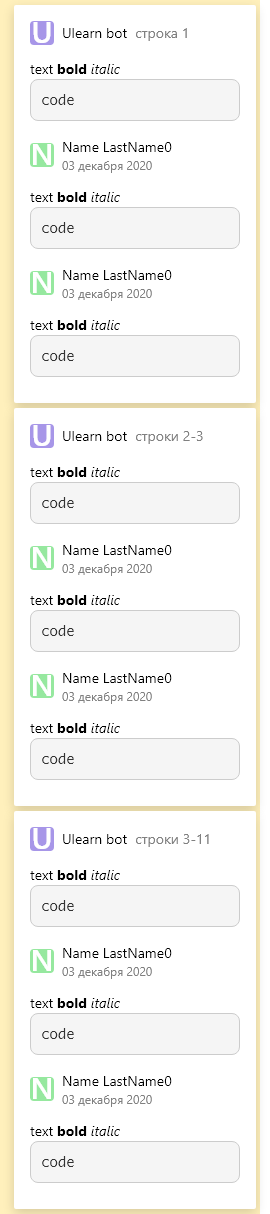 U Ulearn bot строка 1
text bold italic
code
N Name LastName0
03 декабря 2020
text bold italic
code
N Name LastName0
03 декабря 2020
text bold italic
code
U Ulearn bot строки 2-3
text bold italic
code
N Name LastName0
03 декабря 2020
text bold italic
code
N Name LastName0
03 декабря 2020
text bold italic
code
U Ulearn bot строки 3-11
text bold italic
code
N Name LastName0
03 декабря 2020
text bold italic
code
N Name LastName0
03 декабря 2020
text bold italic
code